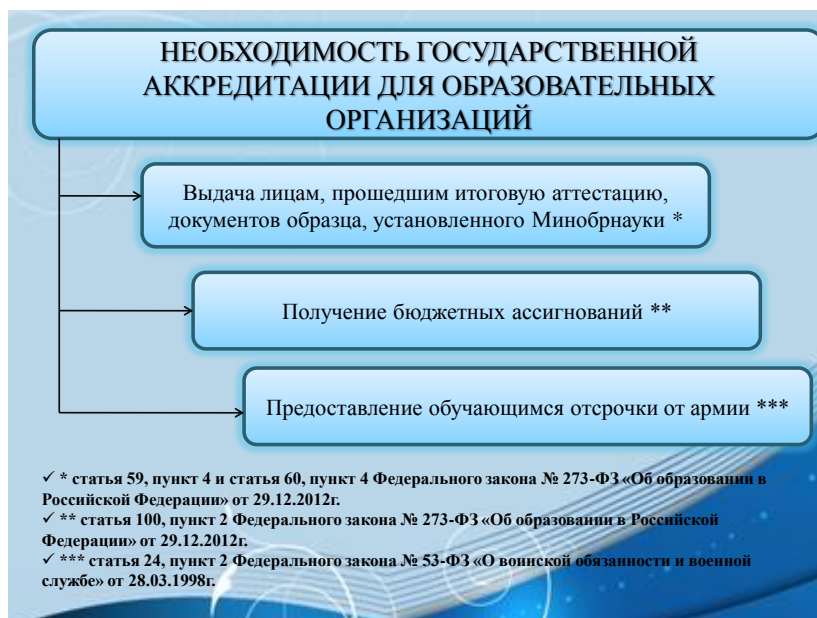 НЕОБХОДИМОСТЬ ГОСУДАРСТВЕННОЙ
АККРЕДИТАЦИИ ДЛЯ ОБРАЗОВАТЕЛЬНЫХ
ОРГАНИЗАЦИЙ
Выдача лицам, прошедшим итоговую аттестацию,
документов образца, установленного Минобрнауки *
Получение бюджетных ассигнований **
Предоставление обучающимся отсрочки от армии ***
✓ * статья 59, пункт 4 и статья 60, пункт 4 Федерального закона № 273-ФЗ «Об образовании в
Российской Федерации» от 29.12.2012г.
✓ ** статья 100, пункт 2 Федерального закона № 273-ФЗ «Об образовании в Российской
Федерации» от 29.12.2012г.
✓ *** статья 24, пункт 2 Федерального закона № 53-ФЗ «О воинской обязанности и военной
службе» от 28.03.1998г.